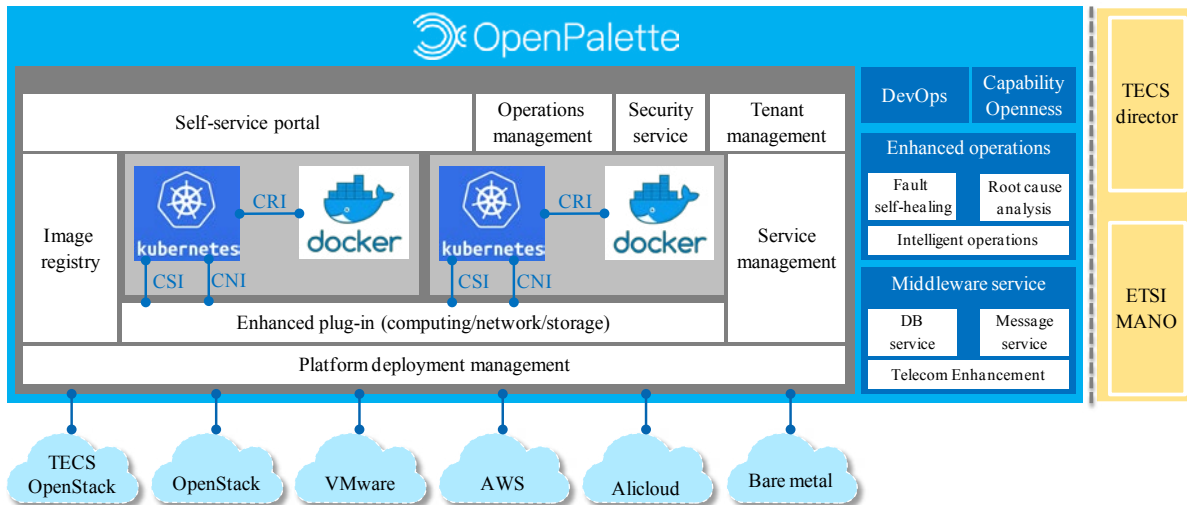 OpenPalette
Self-service portal
Operations
management
Security
service
Tenant
management
DevOps
Capability
Openness
TECS
director
Image
registry
kubernetes
CRI
docker
kubernetes
CRI
docker
Service
management
CSI
CNI
CSI
CNI
Enhanced plug-in (computing/network/storage)
Platform deployment management
Enhanced operations
Fault
self-healing
Root cause
analysis
Intelligent operations
Middleware service
DB
service
Message
service
Telecom Enhancement
ETSI
MANO
TECS
OpenStack
OpenStack
VMware
AWS
Alicloud
Bare metal